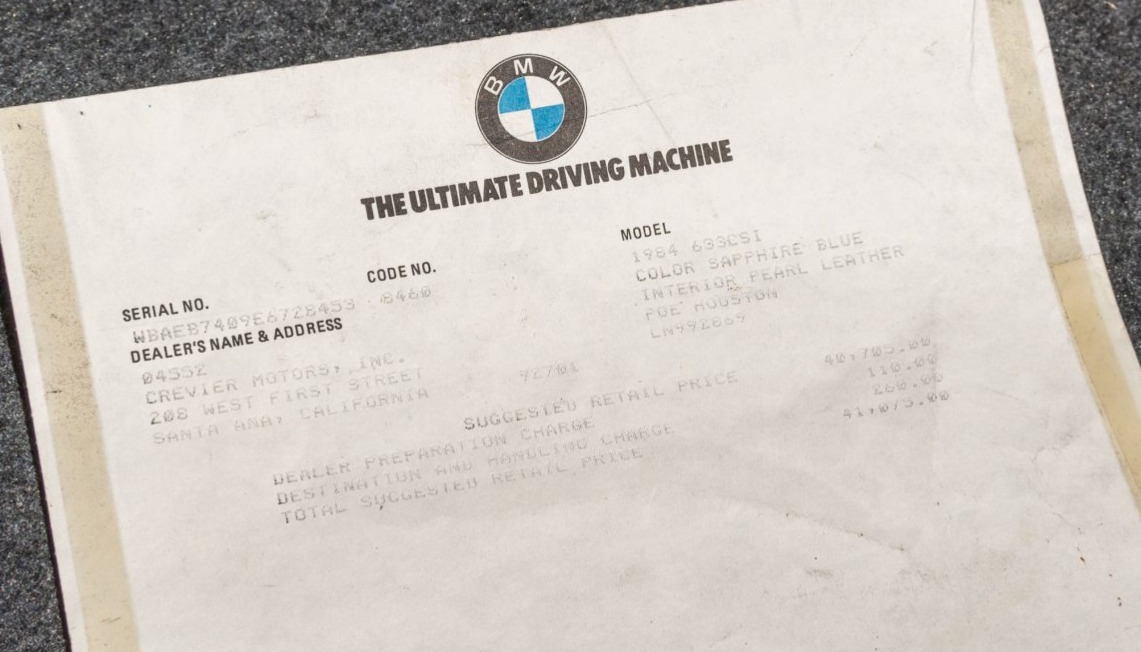 BMW
THE ULTIMATE DRIVING MACHINE
SERIAL NO.
WBAEB7409E6728453
CODE NO.
8460
MODEL
1984 633CSI
COLOR SAPPHIRE BLUE
INTERIOR PEARL LEATHER
POE HOUSTON
LN992869
DEALER'S NAME & ADDRESS
04552
CREVIER MOTORS, INC.
208 WEST FIRST STREET
SANTA ANA, CALIFORNIA 92701
SUGGESTED RETAIL PRICE 40,705.00
DEALER PREPARATION CHARGE 110.00
DESTINATION AND HANDLING CHARGE 260.00
TOTAL SUGGESTED RETAIL PRICE 41,075.00